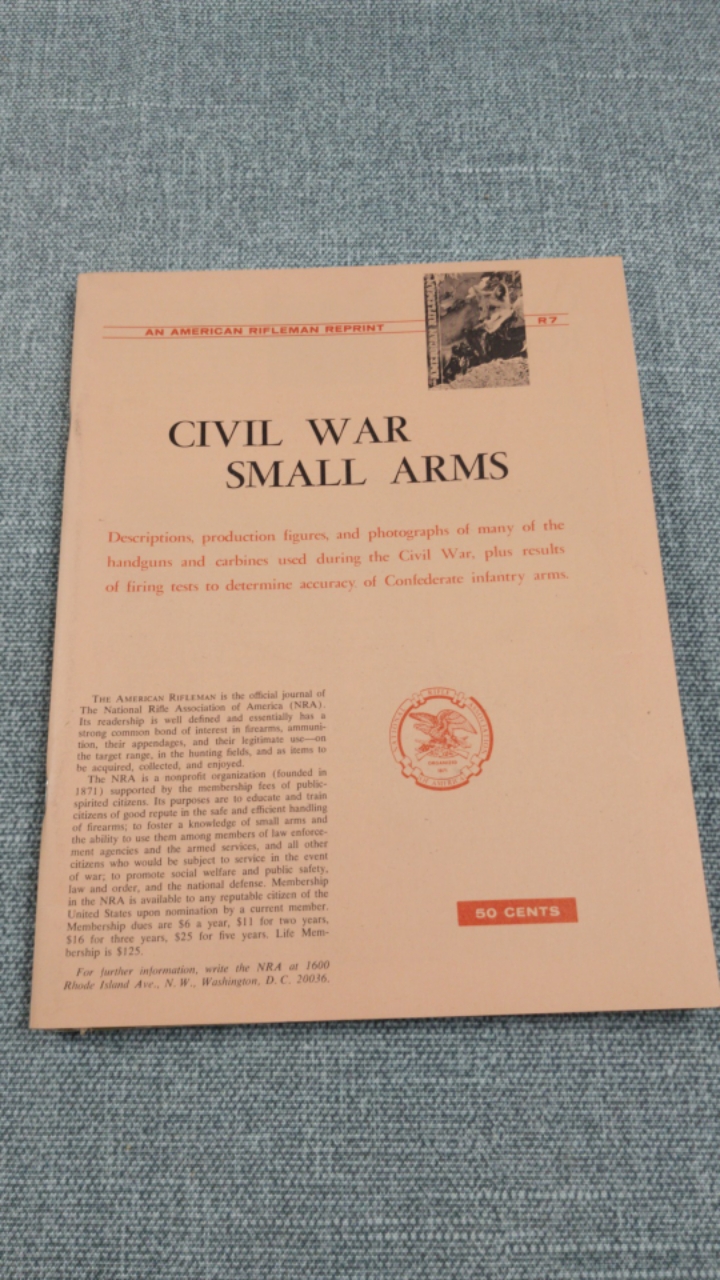 AMERICAN RIFLEMAN
AN AMERICAN RIFLEMAN REPRINT
R7
CIVIL WAR
SMALL ARMS
Descriptions, production figures, and photographs of many of the
handguns and carbines used during the Civil War, plus results
of firing tests to determine accuracy of Confederate infantry arms.
THE AMERICAN RIFLEMAN is the official journal of
The National Rifle Association of America (NRA).
Its readership is well defined and essentially has a
strong common bond of interest in firearms, ammuni-
tion, their appendages, and their legitimate use—on
the target range, in the hunting fields, and as items to
be acquired, collected, and enjoyed.
The NRA is a nonprofit organization (founded in
1871) supported by the membership fees of public-
spirited citizens. Its purposes are to educate and train
citizens of good repute in the safe and efficient handling
of firearms; to foster a knowledge of small arms and
the ability to use them among members of law enforce-
ment agencies and the armed services, and all other
citizens who would be subject to service in the event
of war; to promote social welfare and public safety,
law and order, and the national defense. Membership
in the NRA is available to any reputable citizen of the
United States upon nomination by a current member.
Membership dues are $6 a year, $11 for two years,
$16 for three years, $25 for five years. Life Mem-
bership is $125.
For further information, write the NRA at 1600
Rhode Island Ave., N. W., Washington, D. C. 20036.
NATIONAL RIFLE ASSOCIATION
OF AMERICA
ORGANIZED
1871
50 CENTS